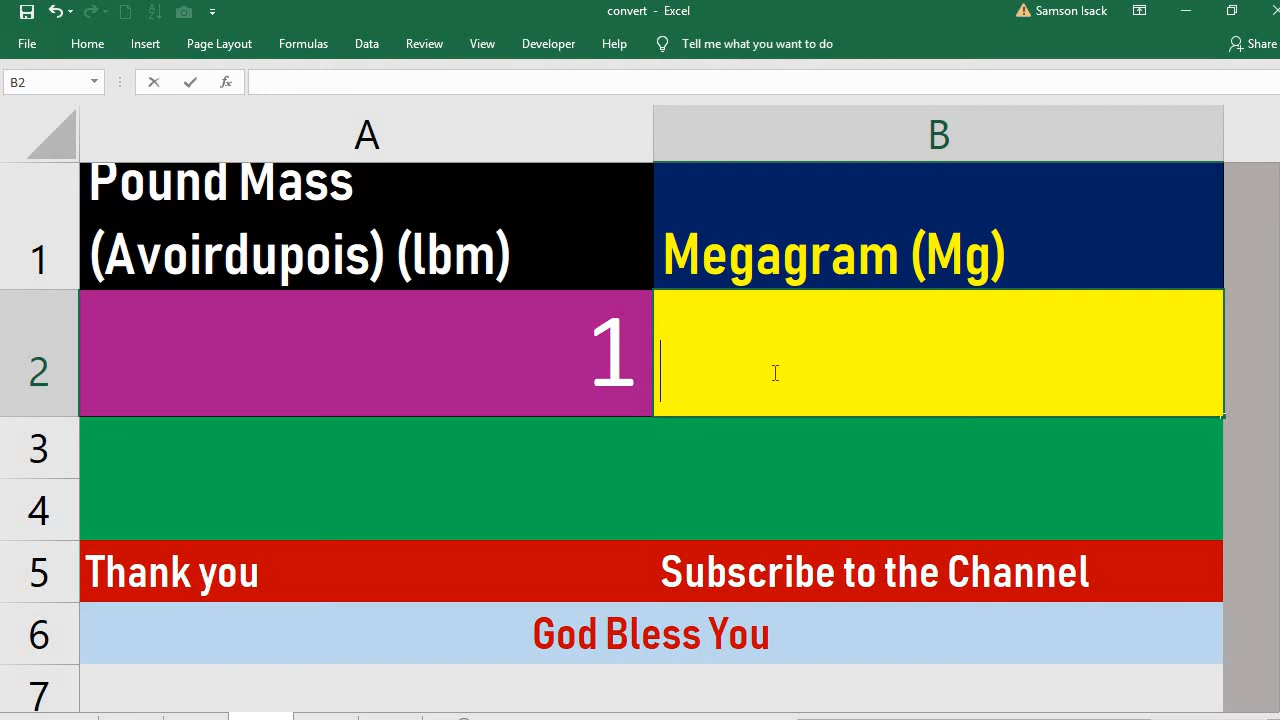 convert - Excel
Samson Isack
File Home Insert Page Layout Formulas Data Review View Developer Help Tell me what you want to do Share
B2 fx
A B
1 Pound Mass
(Avoirdupois) (lbm) Megagram (Mg)
2 1
3
4
5 Thank you Subscribe to the Channel
6 God Bless You
7